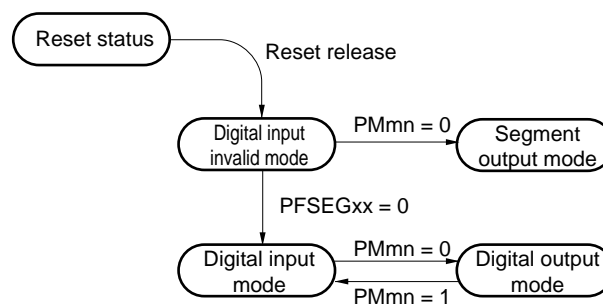 Reset status
Reset release
Digital input
invalid mode
PMmn = 0
Segment
output mode
PFSEGxx = 0
Digital input
mode
PMmn = 0
PMmn = 1
Digital output
mode